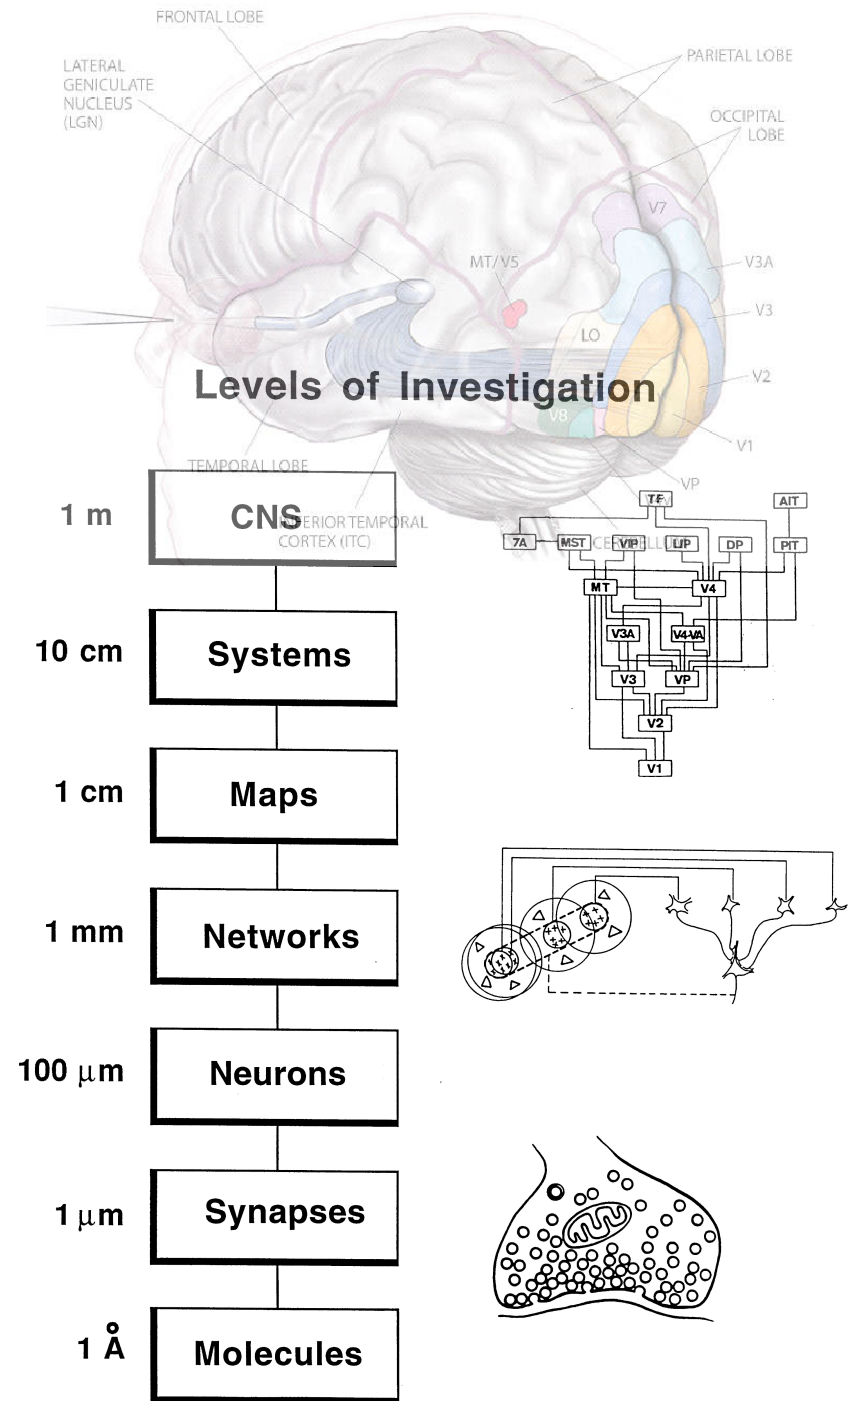 FRONTAL LOBE
LATERAL
GENICULATE
NUCLEUS
(LGN)
PARIETAL LOBE
OCCIPITAL
LOBE
V7
MT/V5
V3A
V3
LO
V2
Levels of Investigation
V8
V1
TEMPORAL LOBE
VP
INFERIOR TEMPORAL
CORTEX (ITC)
CEREBELLUM
1 m
CNS
10 cm
Systems
1 cm
Maps
1 mm
Networks
100 μm
Neurons
1 μm
Synapses
1 Å
Molecules
TF
AIT
7A
MST
VIP
LIP
DP
PIT
MT
V4
V3A
V4-VA
V3
VP
V2
V1